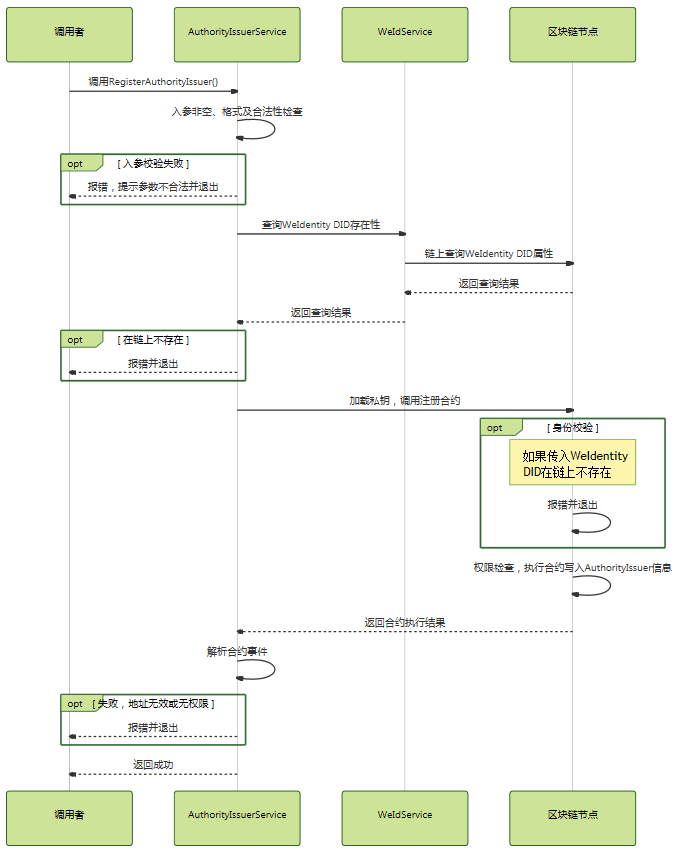 调用者
AuthorityIssuerService
WeIdService
区块链节点
调用RegisterAuthorityIssuer()
入参非空、格式及合法性检查
opt
[ 入参校验失败 ]
报错，提示参数不合法并退出
查询WeIdentity DID存在性
链上查询WeIdentity DID属性
返回查询结果
返回查询结果
opt
[ 在链上不存在 ]
报错并退出
加载私钥，调用注册合约
opt
[ 身份校验 ]
如果传入WeIdentity
DID在链上不存在
报错并退出
权限检查，执行合约写入AuthorityIssuer信息
返回合约执行结果
解析合约事件
opt
[ 失败，地址无效或无权限 ]
报错并退出
返回成功
调用者
AuthorityIssuerService
WeIdService
区块链节点